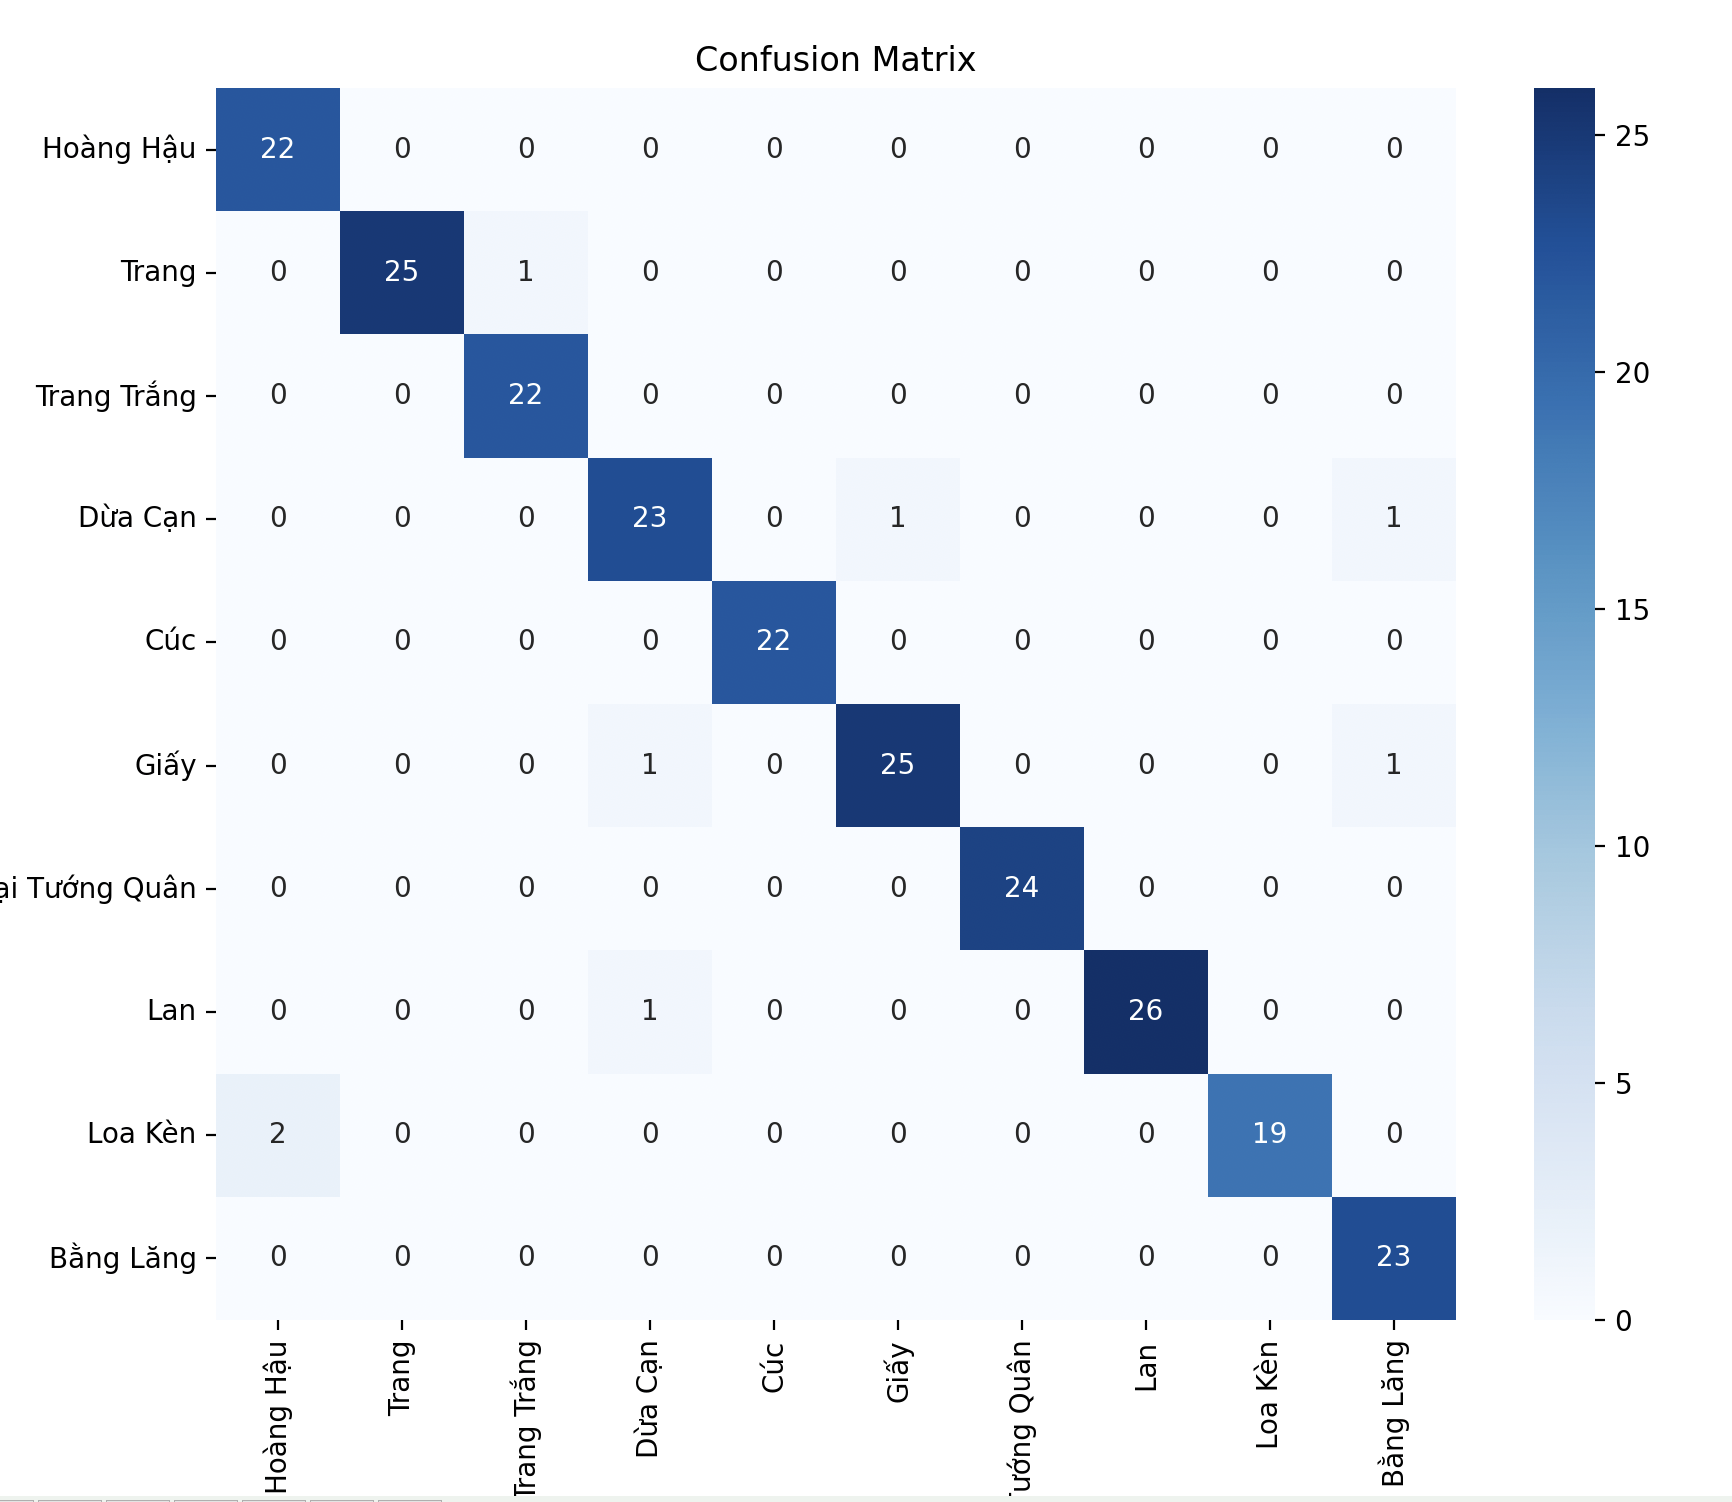 Confusion Matrix
Hoàng Hậu 22 0 0 0 0 0 0 0 0 0
Trang 0 25 1 0 0 0 0 0 0 0
Trang Trắng 0 0 22 0 0 0 0 0 0 0
Dừa Cạn 0 0 0 23 0 1 0 0 0 1
Cúc 0 0 0 0 22 0 0 0 0 0
Giấy 0 0 0 1 0 25 0 0 0 1
ại Tướng Quân 0 0 0 0 0 0 24 0 0 0
Lan 0 0 0 1 0 0 0 26 0 0
Loa Kèn 2 0 0 0 0 0 0 0 19 0
Bằng Lăng 0 0 0 0 0 0 0 0 0 23
Hoàng Hậu
Trang
Trang Trắng
Dừa Cạn
Cúc
Giấy
Tướng Quân
Lan
Loa Kèn
Bằng Lăng
25
20
15
10
5
0